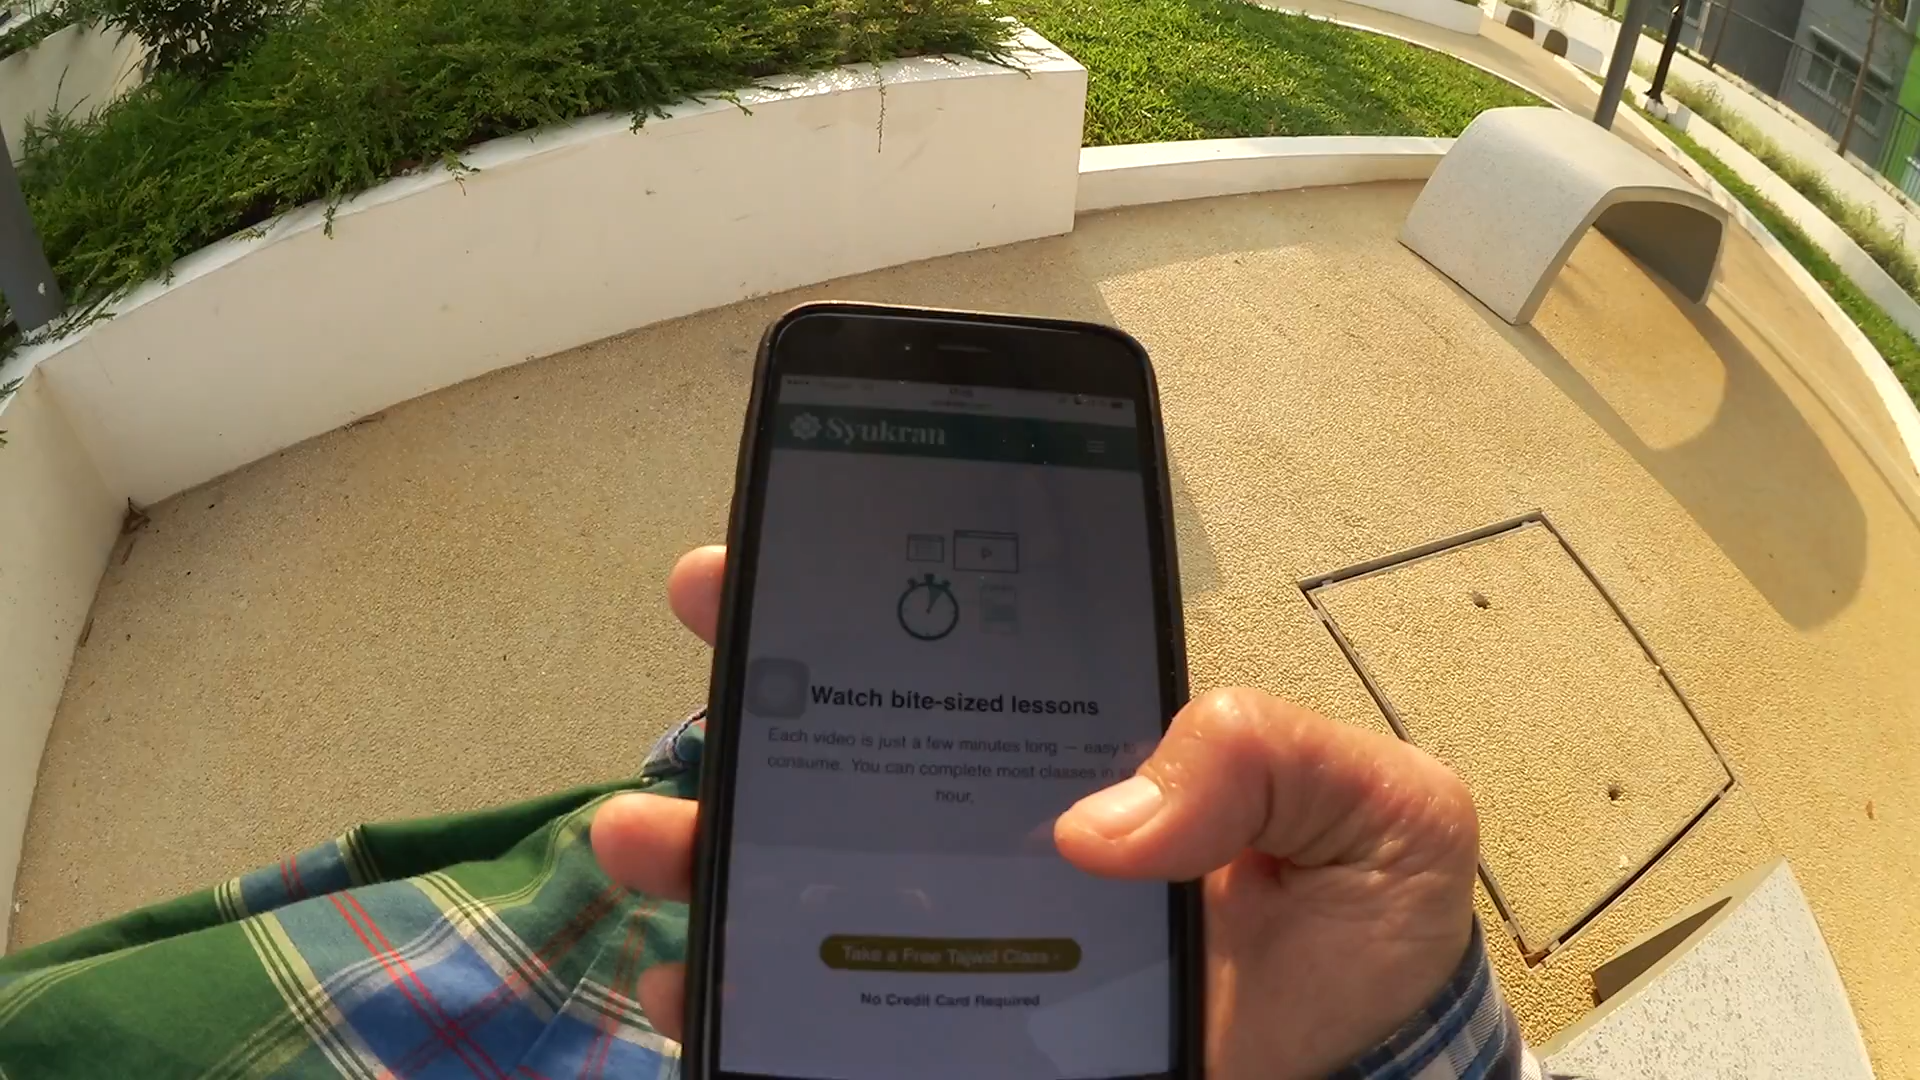 Syukran
Watch bite-sized lessons
Each video is just a few minutes long — easy to
consume. You can complete most classes in
hour.
Take a Free Tajwid Class ›
No Credit Card Required